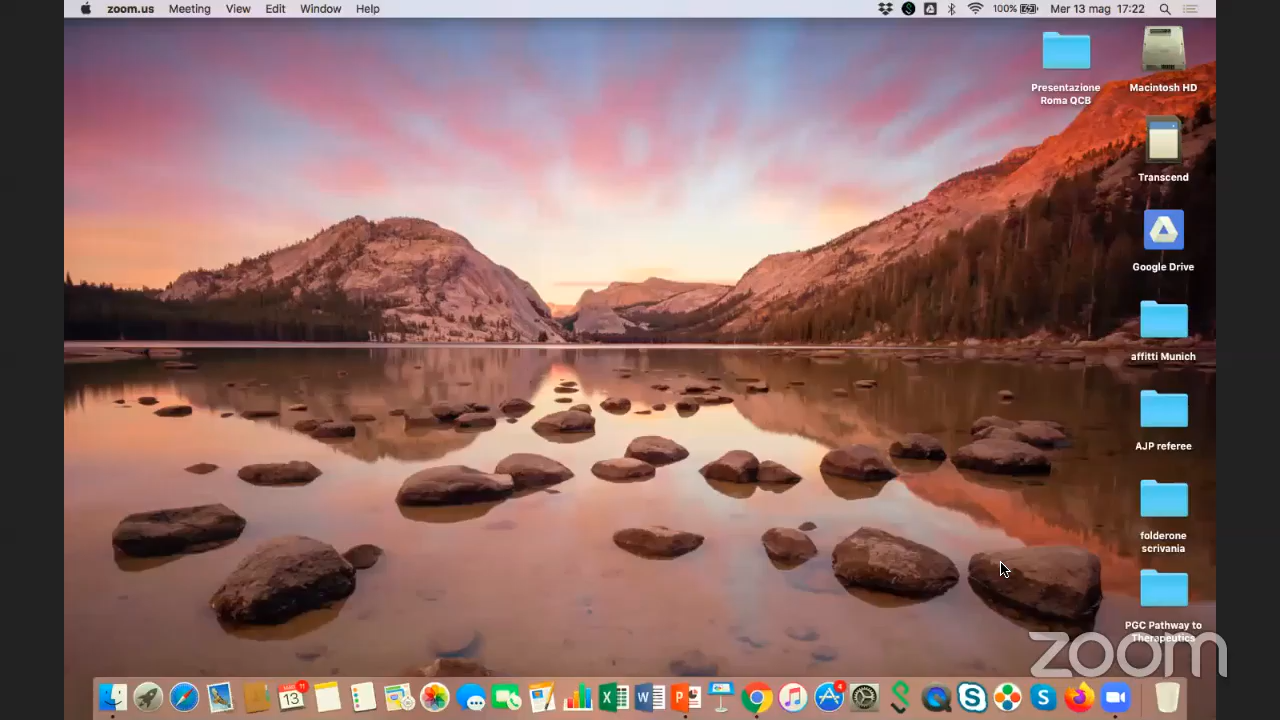 zoom.us Meeting View Edit Window Help
100% Mer 13 mag 17:22
Presentazione
Roma QCB
Macintosh HD
Transcend
Google Drive
affitti Munich
AJP referee
folderone
scrivania
PGC Pathway to
Therapeutics
zoom
13